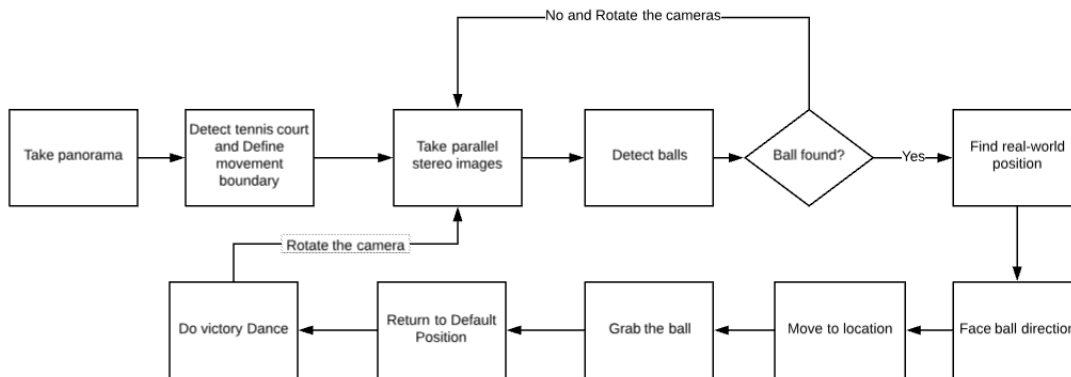 No and Rotate the cameras
Take panorama
Detect tennis court
and Define
movement
boundary
Take parallel
stereo images
Detect balls
Ball found?
Yes
Find real-world
position
Rotate the camera
Do victory Dance
Return to Default
Position
Grab the ball
Move to location
Face ball direction